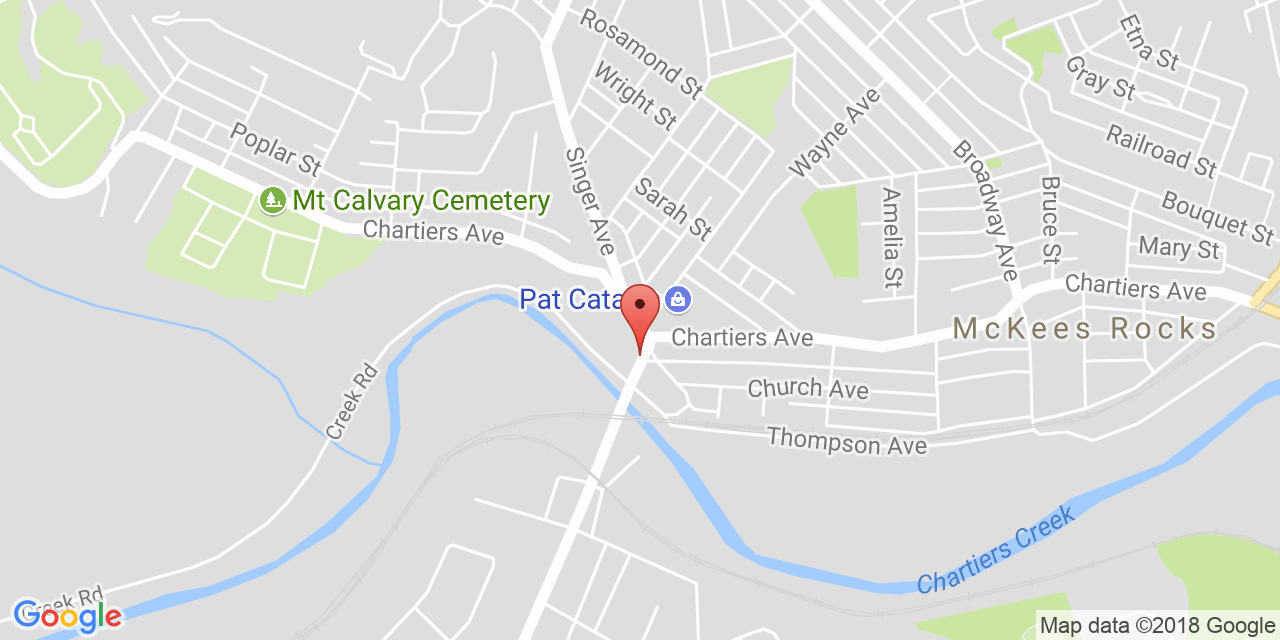 Rosamond St
Etna St
Wright St
Gray St
Wayne Ave
Poplar St
Railroad St
Singer Ave
Broadway Ave
Sarah St
Bruce St
Amelia St
Mt Calvary Cemetery
Bouquet St
Chartiers Ave
Mary St
Chartiers Ave
Pat Cata
McKees Rocks
Chartiers Ave
Church Ave
Creek Rd
Thompson Ave
Chartiers Creek
Creek Rd
Google
Map data ©2018 Google